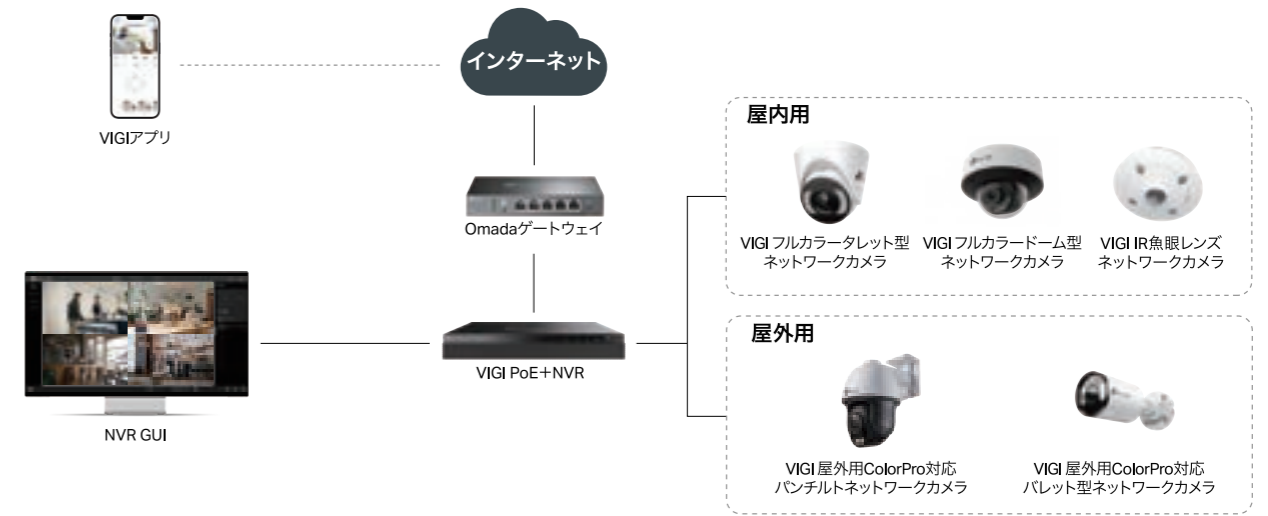 インターネット
VIGIアプリ
屋内用
Omadaゲートウェイ
VIGI フルカラータレット型
ネットワークカメラ
VIGI フルカラードーム型
ネットワークカメラ
VIGI IR魚眼レンズ
ネットワークカメラ
屋外用
VIGI PoE+NVR
NVR GUI
VIGI 屋外用ColorPro対応
パンチルトネットワークカメラ
VIGI 屋外用ColorPro対応
バレット型ネットワークカメラ